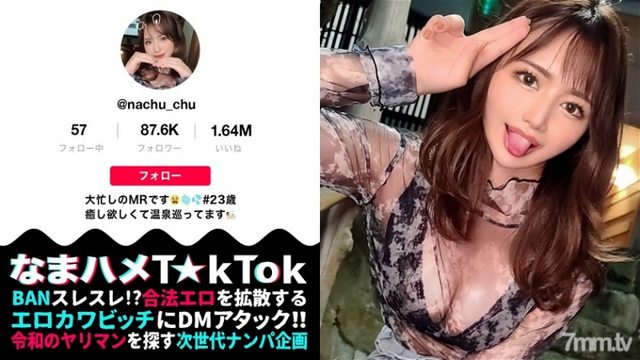 @nachu_chu
57 87.6K 1.64M
フォロー中 フォロワー いいね
フォロー
大忙しのMRです😫🧊💦#23歳
癒し欲しくて温泉巡ってます🍶
なまハメT★kTok
BANスレスレ!?合法エロを拡散する
エロカワビッチにDMアタック!!
令和のヤリマンを探す次世代ナンパ企画
7mm.tv